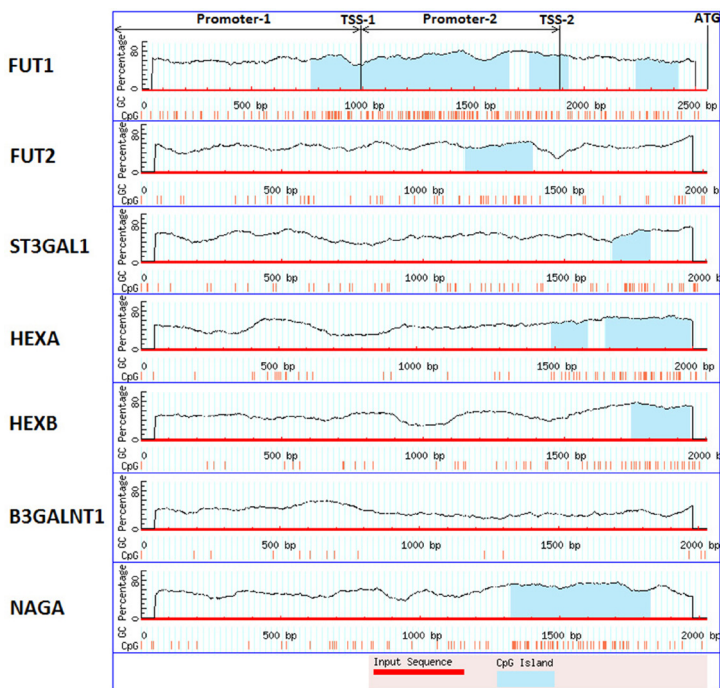 Promoter-1 TSS-1 Promoter-2 TSS-2 ATG
FUT1
GC Percentage
80
0 500 bp 1000 bp 1500 bp 2000 bp 2500 bp
CpG
FUT2
GC Percentage
80
0 500 bp 1000 bp 1500 bp 2000 bp
CpG
ST3GAL1
GC Percentage
80
0 500 bp 1000 bp 1500 bp 2000 bp
CpG
HEXA
GC Percentage
80
0 500 bp 1000 bp 1500 bp 2000 bp
CpG
HEXB
GC Percentage
80
0 500 bp 1000 bp 1500 bp 2000 bp
CpG
B3GALNT1
GC Percentage
80
0 500 bp 1000 bp 1500 bp 2000 bp
CpG
NAGA
GC Percentage
80
0 500 bp 1000 bp 1500 bp 2000 bp
CpG
Input Sequence CpG Island